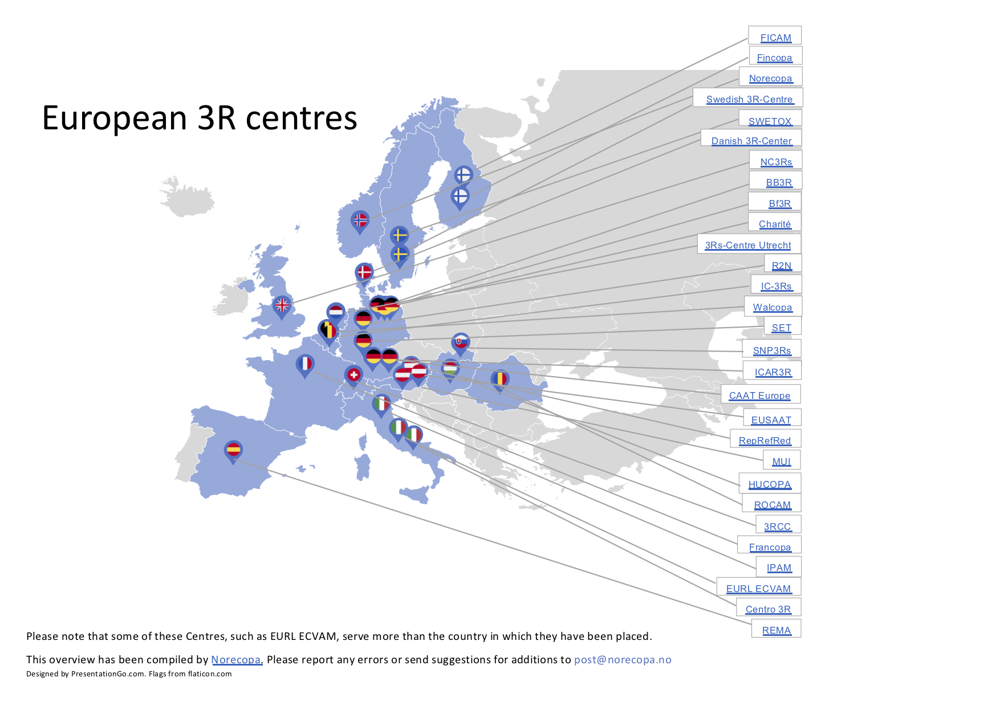 FICAM
Fincopa
Norecopa
Swedish 3R-Centre
European 3R centres
SWETOX
Danish 3R-Center
NC3Rs
BB3R
Bf3R
Charité
3Rs-Centre Utrecht
R2N
IC-3Rs
Walcopa
SET
SNP3Rs
ICAR3R
CAAT Europe
EUSAAT
RepRefRed
MUI
HUCOPA
ROCAM
3RCC
Francopa
IPAM
EURL ECVAM
Centro 3R
REMA
Please note that some of these Centres, such as EURL ECVAM, serve more than the country in which they have been placed.
This overview has been compiled by Norecopa. Please report any errors or send suggestions for additions to post@norecopa.no
Designed by PresentationGo.com. Flags from flaticon.com